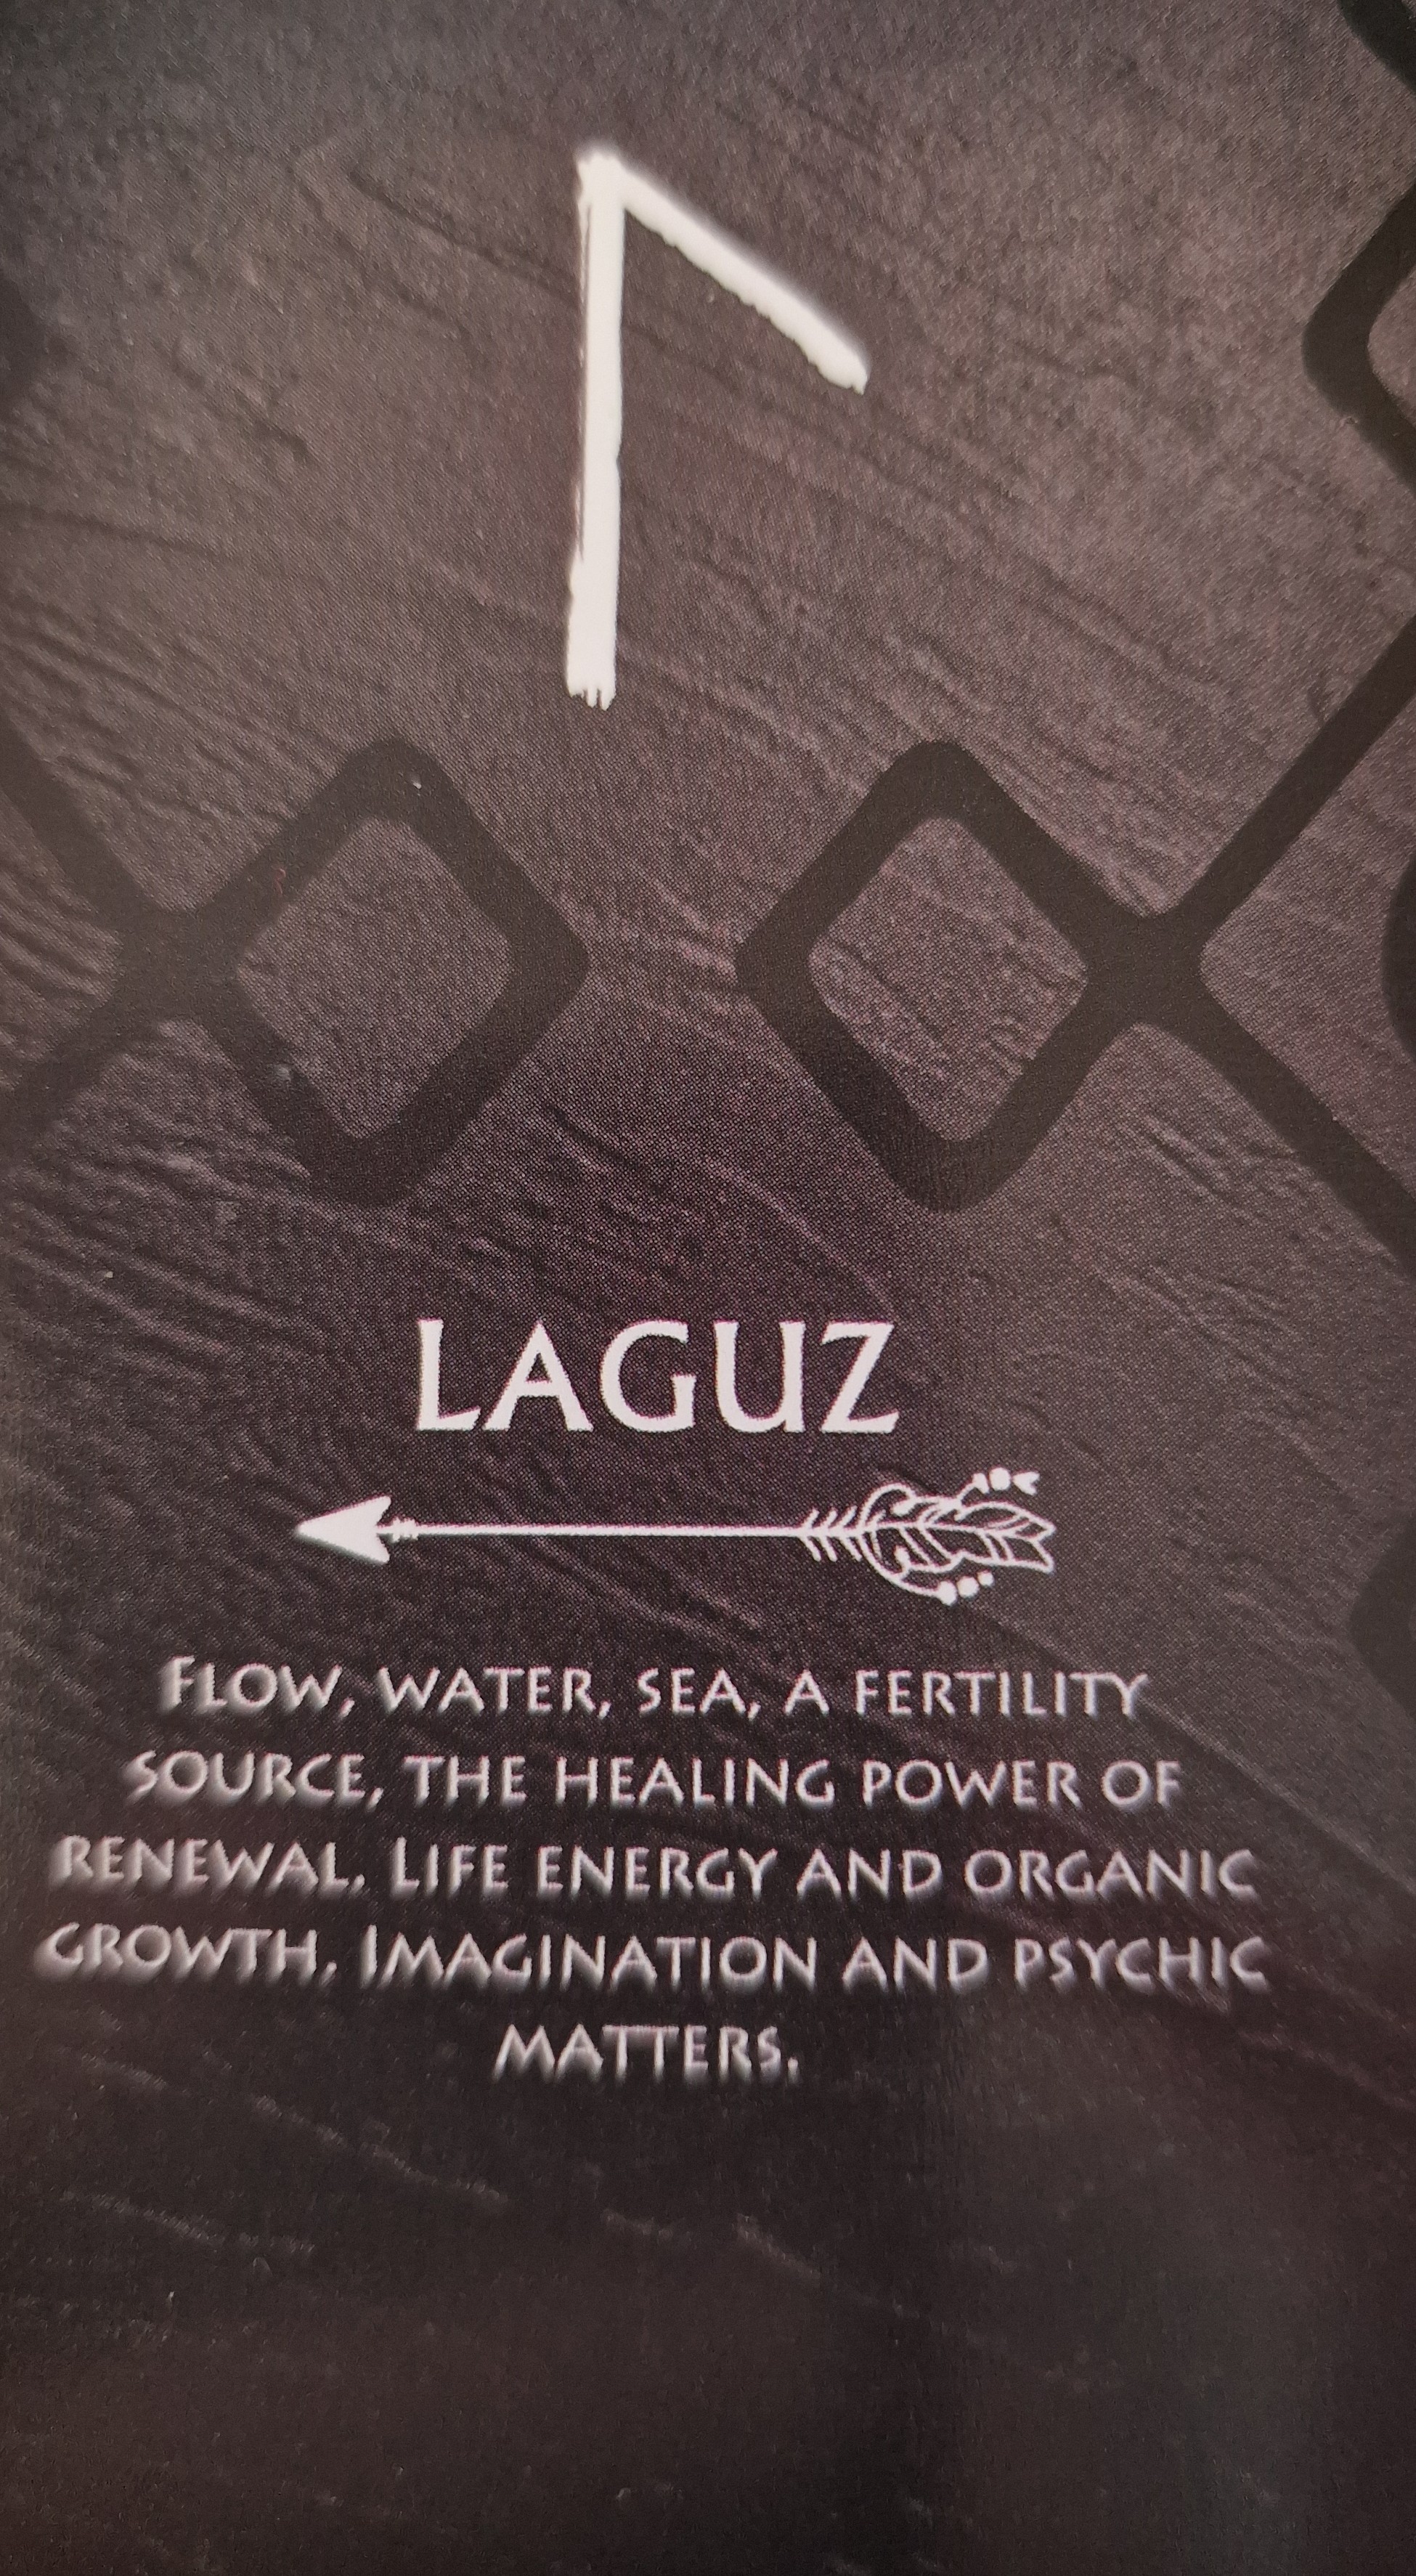 ᛚ
LAGUZ
FLOW, WATER, SEA, A FERTILITY
SOURCE, THE HEALING POWER OF
RENEWAL. LIFE ENERGY AND ORGANIC
GROWTH. IMAGINATION AND PSYCHIC
MATTERS.